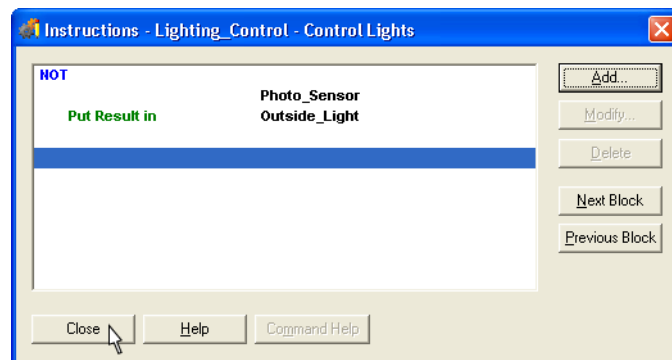 Instructions - Lighting_Control - Control Lights
NOT
Photo_Sensor
Put Result in Outside_Light
Add...
Modify...
Delete
Next Block
Previous Block
Close
Help
Command Help